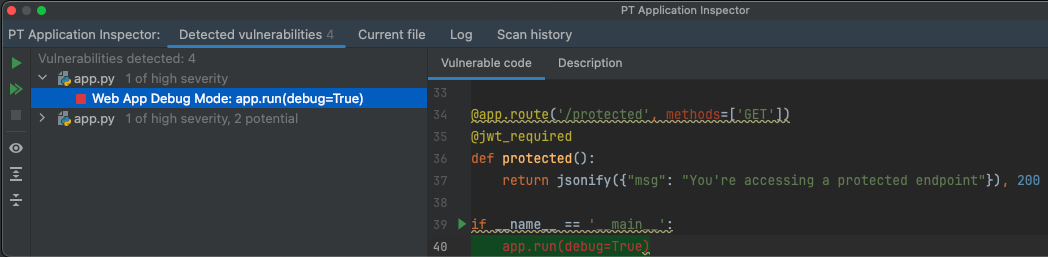 PT Application Inspector
PT Application Inspector: Detected vulnerabilities 4 Current file Log Scan history
Vulnerabilities detected: 4
app.py 1 of high severity
Web App Debug Mode: app.run(debug=True)
app.py 1 of high severity, 2 potential
Vulnerable code Description
33
34 @app.route('/protected', methods=['GET'])
35 @jwt_required
36 def protected():
37 return jsonify({"msg": "You're accessing a protected endpoint"}), 200
38
39 if __name__ == '__main__':
40 app.run(debug=True)